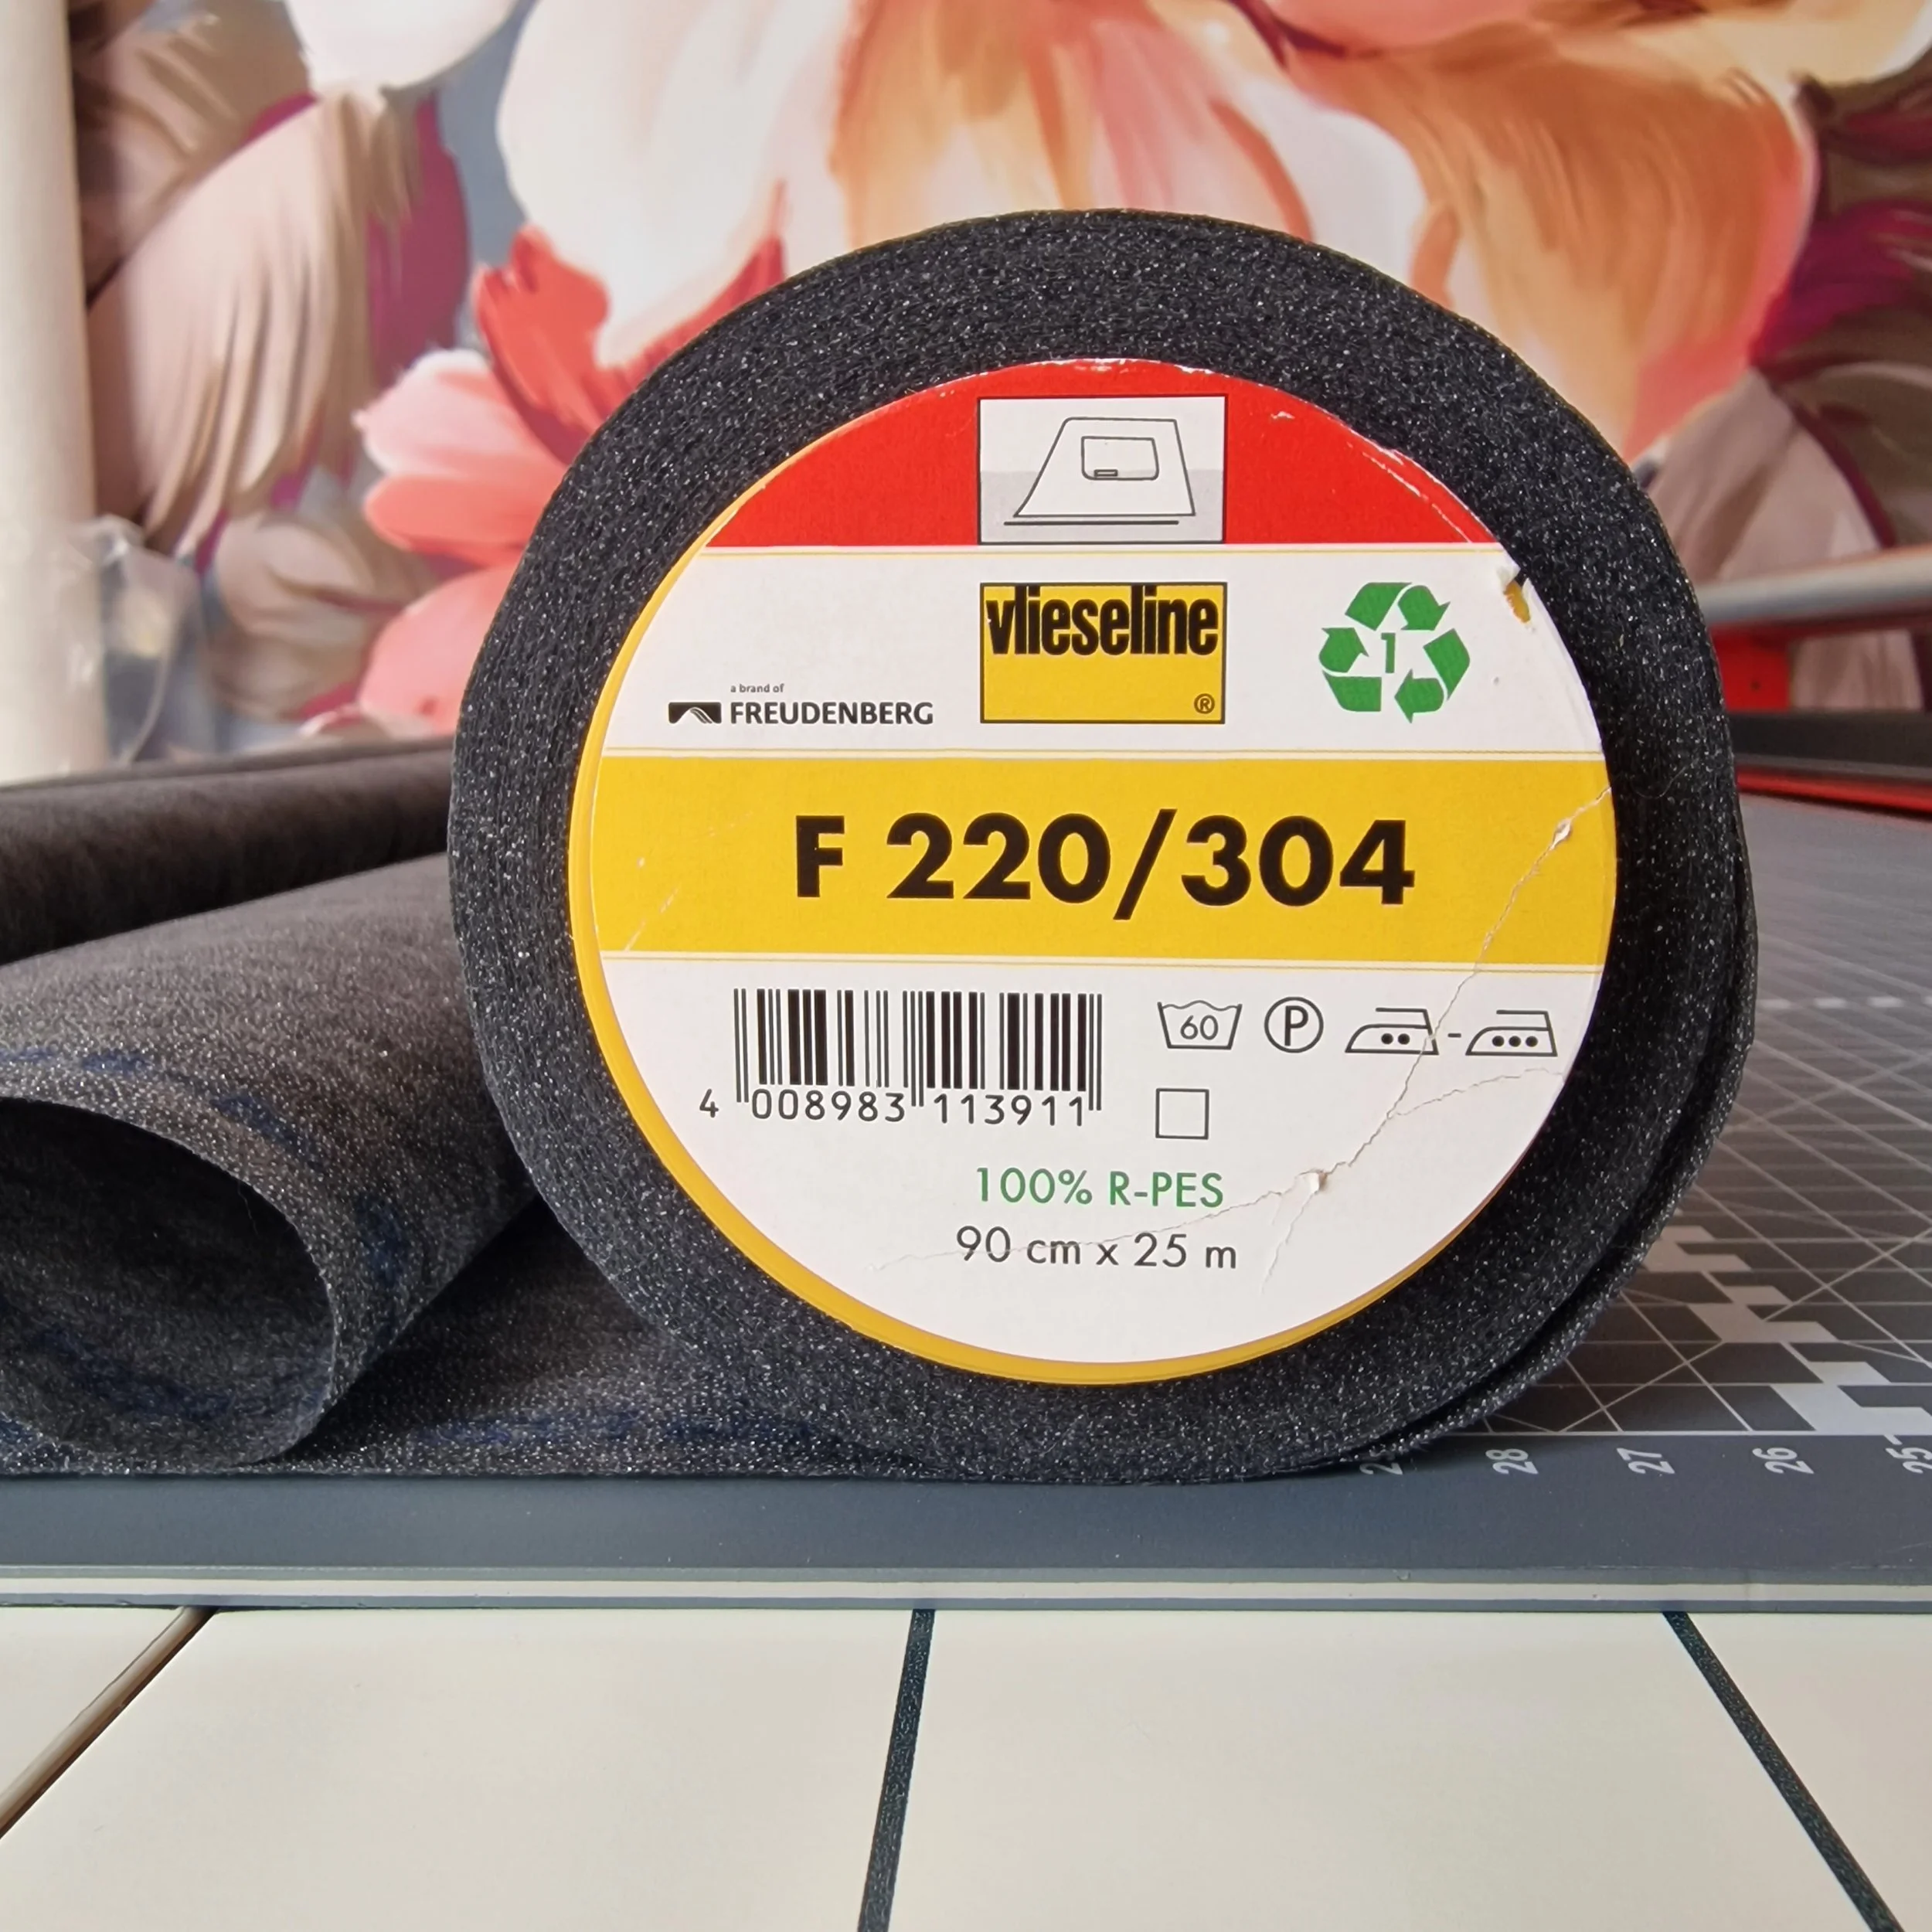 vlieseline
®
a brand of
FREUDENBERG
1
F 220/304
60 P
4 008983 113911
100% R-PES
90 cm x 25 m
28 27 26 25